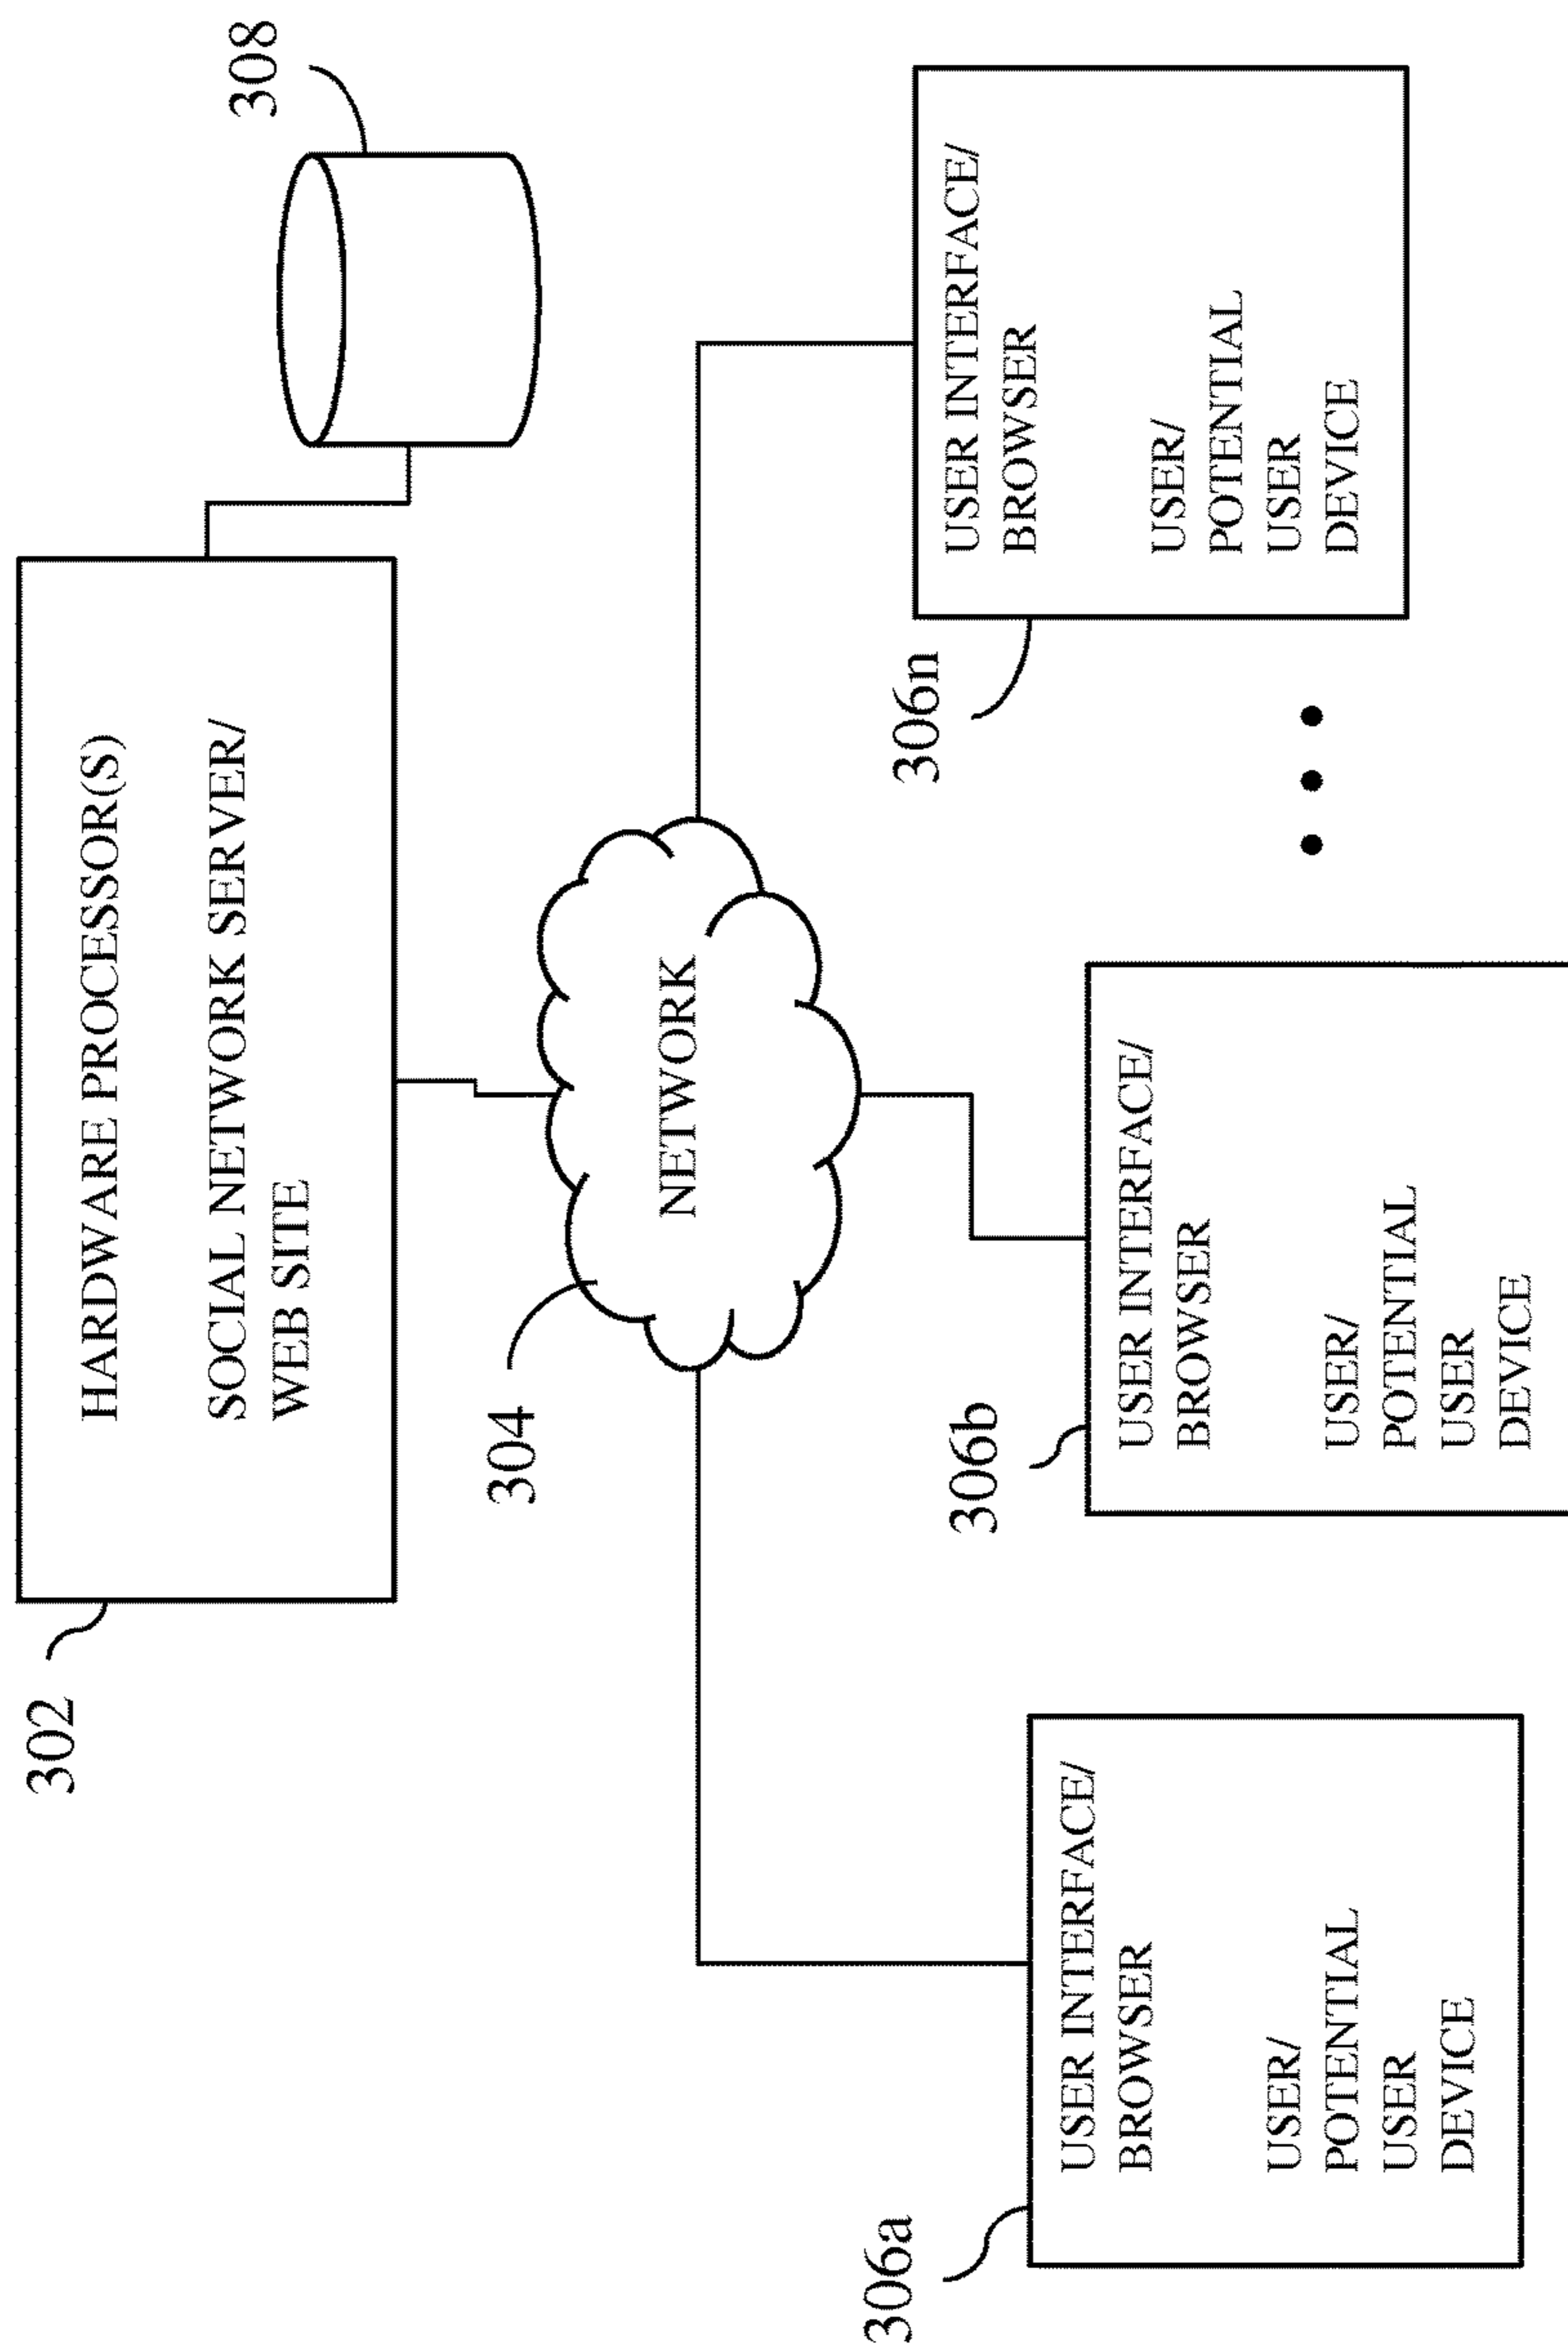 302
HARDWARE PROCESSOR(S)
SOCIAL NETWORK SERVER/
WEB SITE
308
304
NETWORK
306a
USER INTERFACE/
BROWSER
USER/
POTENTIAL
USER
DEVICE
306b
USER INTERFACE/
BROWSER
USER/
POTENTIAL
USER
DEVICE
306n
USER INTERFACE/
BROWSER
USER/
POTENTIAL
USER
DEVICE